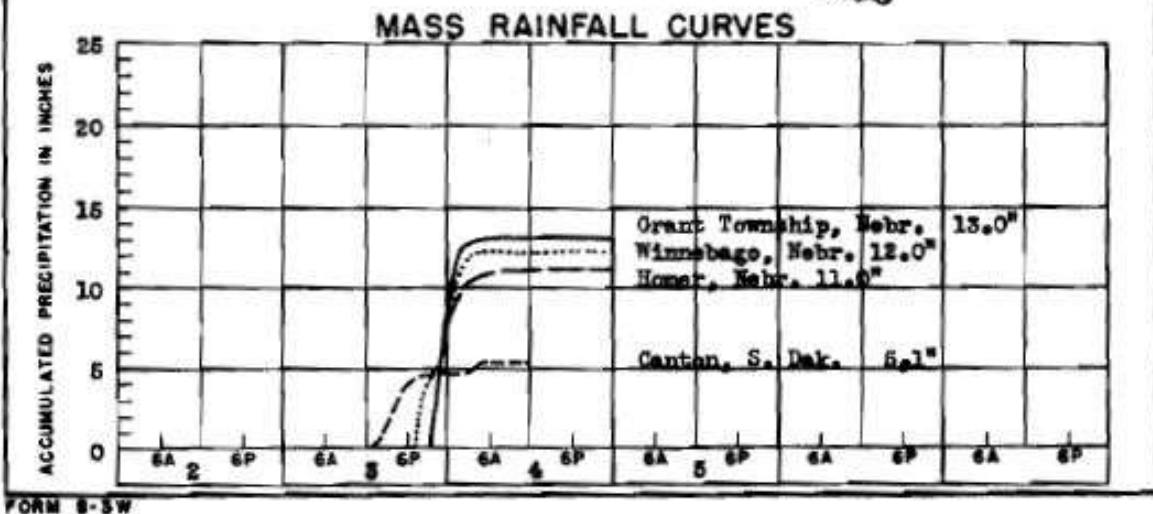 MASS RAINFALL CURVES
ACCUMULATED PRECIPITATION IN INCHES
25
20
15
10
5
0
Grant Township, Nebr. 13.0"
Winnebago, Nebr. 12.0"
Homer, Nebr. 11.0"
Canton, S. Dak. 5.1"
6A 6P 6A 6P 6A 6P 6A 6P 6A 6P 6A 6P
2 3 4 5
FORM S-3W